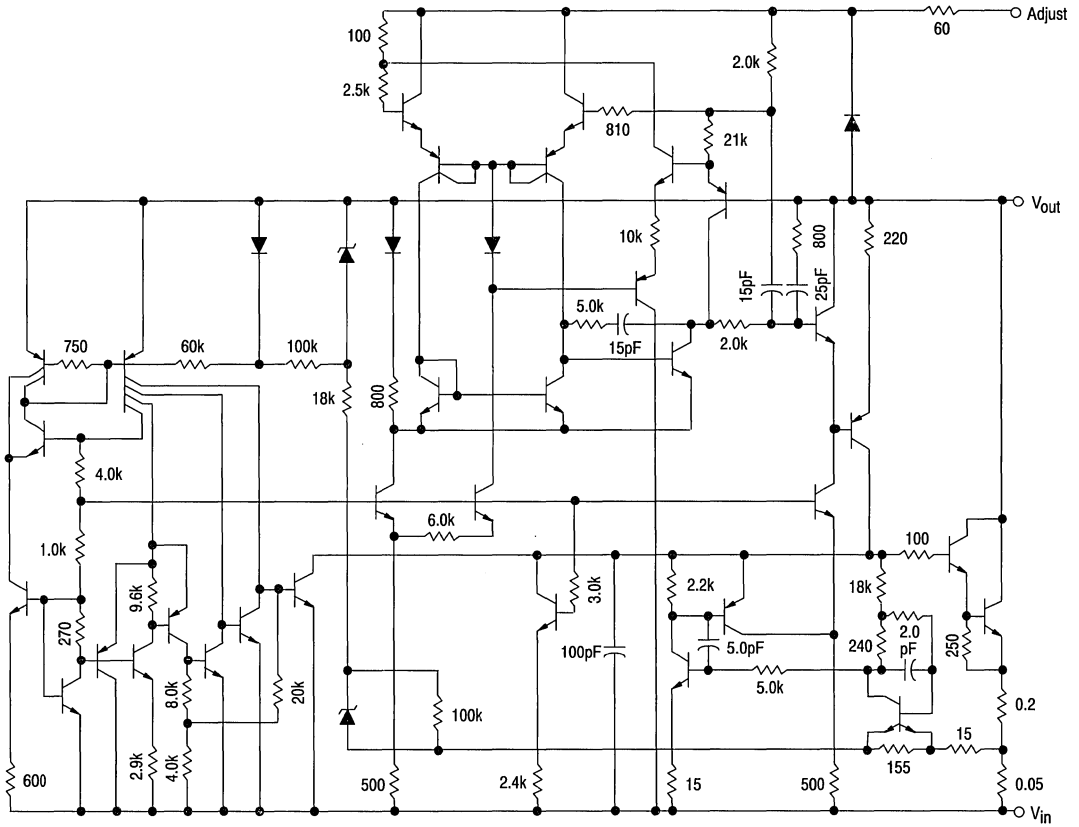 Adjust
60
100
2.5k
2.0k
810
21k
Vout
10k
15pF
800
25pF
220
5.0k
15pF
2.0k
750
60k
100k
18k
800
4.0k
6.0k
1.0k
100
9.6k
3.0k
2.2k
18k
270
2.0
pF
240
250
100pF
5.0pF
8.0k
20k
5.0k
100k
0.2
15
155
600
2.9k
4.0k
500
2.4k
15
500
0.05
Vin